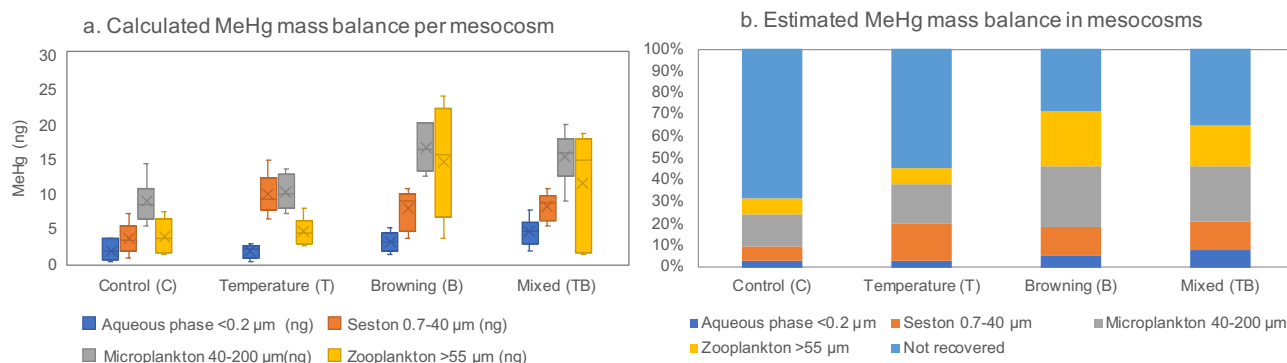 a. Calculated MeHg mass balance per mesocosm
30
25
20
15
10
5
0
MeHg (ng)
Control (C) Temperature (T) Browning (B) Mixed (TB)
Aqueous phase <0.2 µm (ng) Seston 0.7-40 µm (ng)
Microplankton 40-200 µm(ng) Zooplankton >55 µm (ng)
b. Estimated MeHg mass balance in mesocosms
100%
90%
80%
70%
60%
50%
40%
30%
20%
10%
0%
Control (C) Temperature (T) Browning (B) Mixed (TB)
Aqueous phase <0.2 µm Seston 0.7-40 µm Microplankton 40-200 µm
Zooplankton >55 µm Not recovered